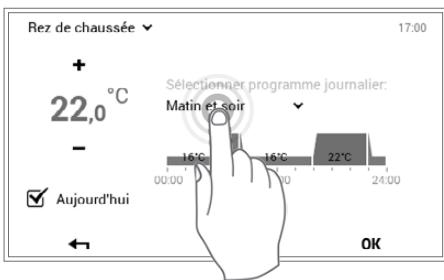 Rez de chaussée 17:00
+
22,0 °C
Sélectionner programme journalier:
Matin et soir
-
16°C 16°C 22°C
00:00 :00 24:00
Aujourd'hui
OK